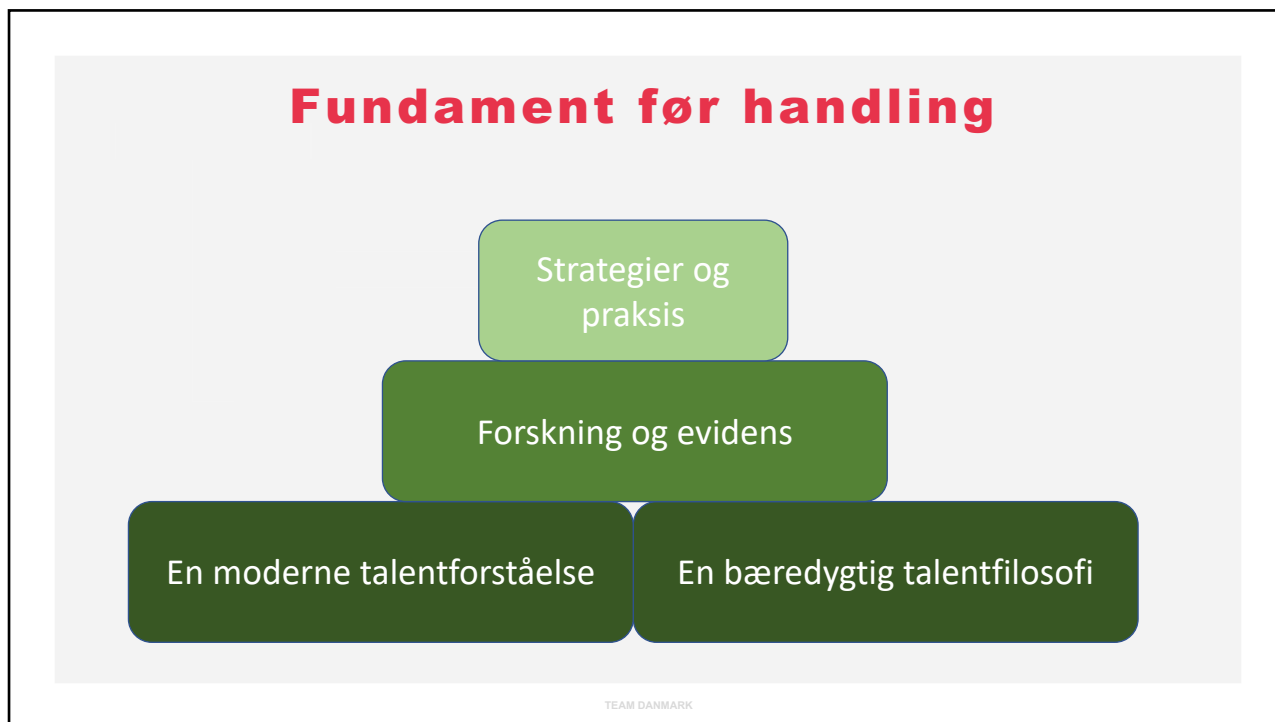 Fundament før handling
Strategier og
praksis
Forskning og evidens
En moderne talentforståelse
En bæredygtig talentfilosofi
TEAM DANMARK